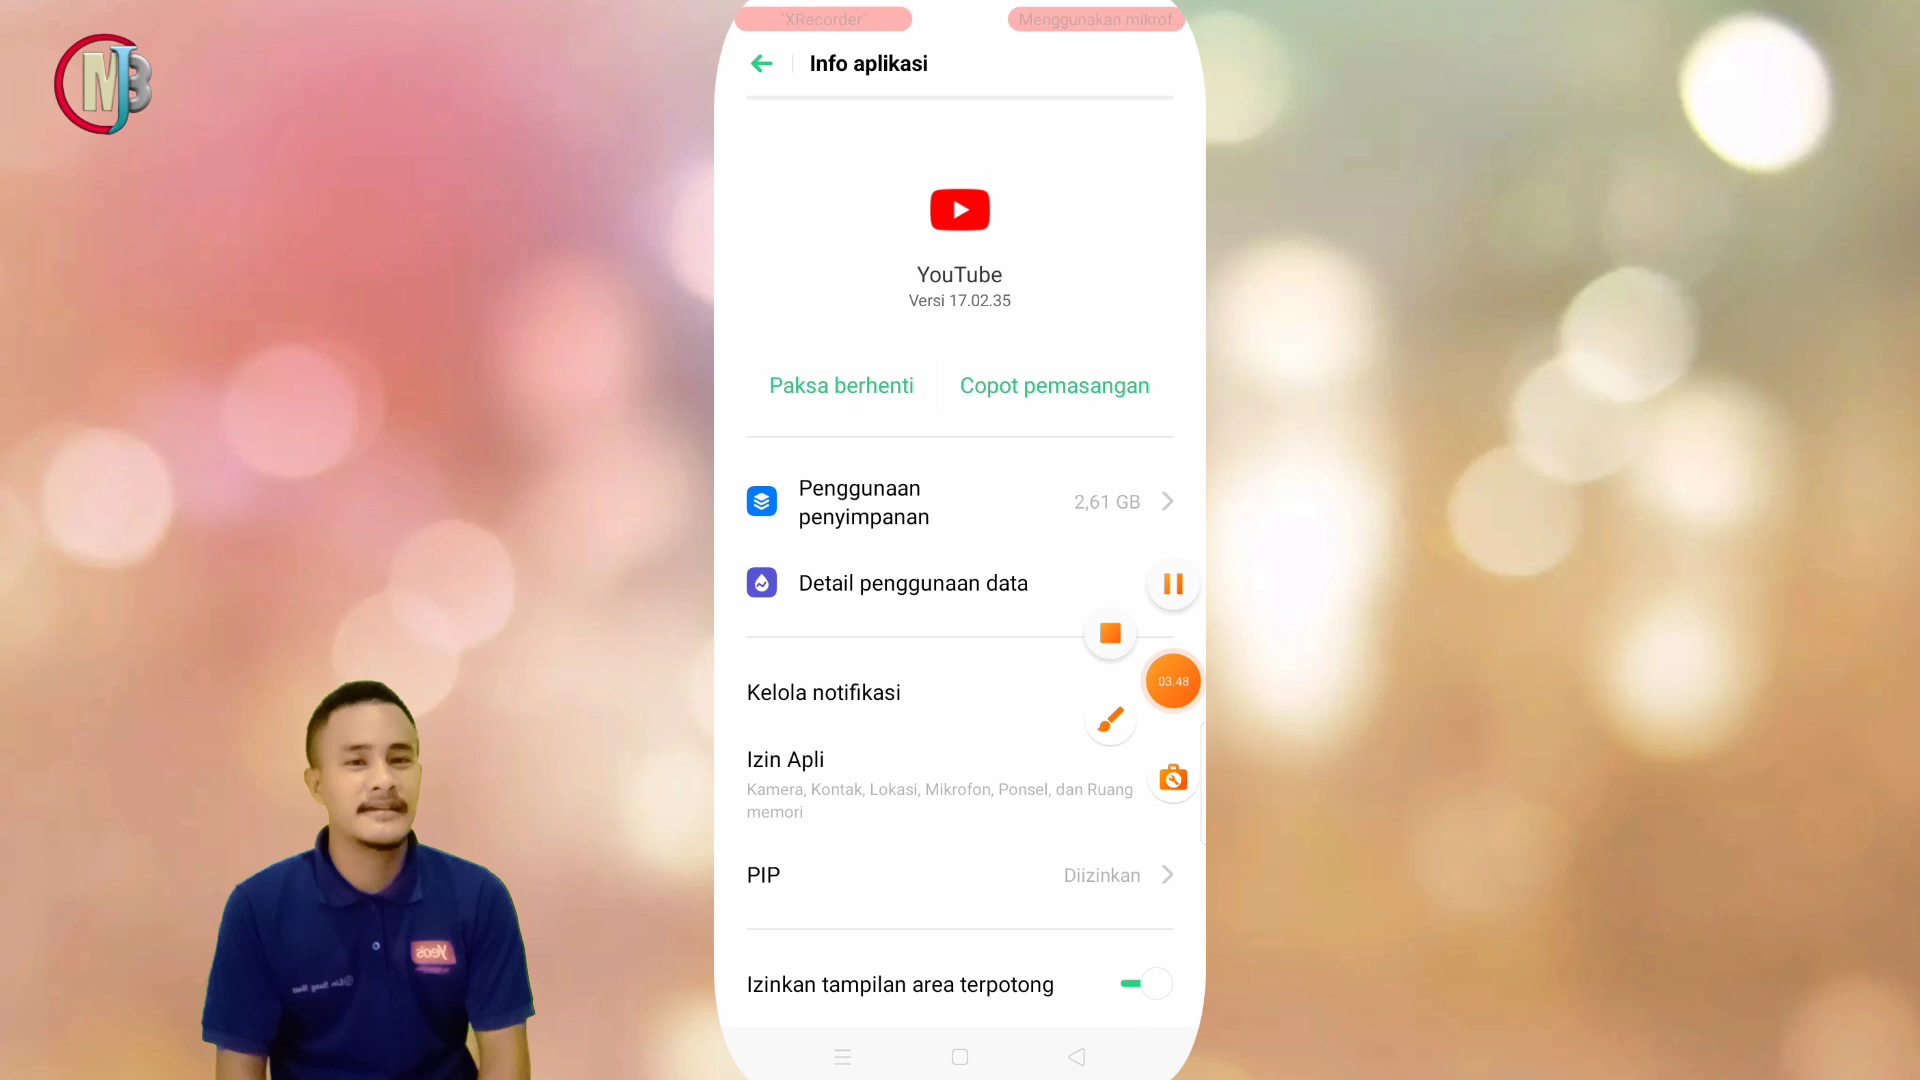 MJB
"XRecorder"
Menggunakan mikrof...
Info aplikasi
YouTube
Versi 17.02.35
Paksa berhenti
Copot pemasangan
Penggunaan
penyimpanan
2,61 GB
Detail penggunaan data
03.48
Kelola notifikasi
Izin Apli
Kamera, Kontak, Lokasi, Mikrofon, Ponsel, dan Ruang
memori
PIP
Diizinkan
Izinkan tampilan area terpotong
Yeo's